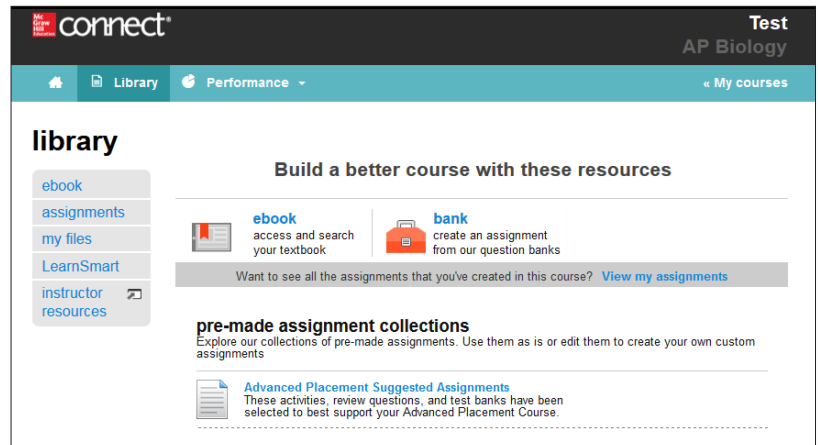 Mc
Graw
Hill
Education
connect®
Test
AP Biology
Library
Performance
« My courses
library
ebook
assignments
my files
LearnSmart
instructor
resources
Build a better course with these resources
ebook
access and search
your textbook
bank
create an assignment
from our question banks
Want to see all the assignments that you've created in this course? View my assignments
pre-made assignment collections
Explore our collections of pre-made assignments. Use them as is or edit them to create your own custom
assignments
Advanced Placement Suggested Assignments
These activities, review questions, and test banks have been
selected to best support your Advanced Placement Course.